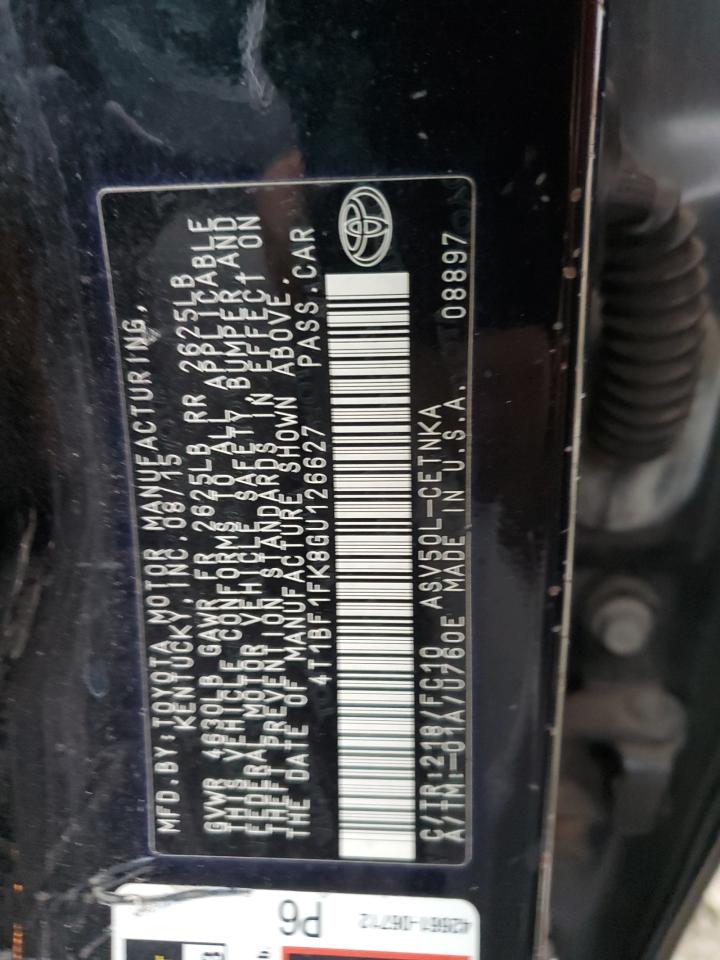 MFD.BY:TOYOTA MOTOR MANUFACTURING,
KENTUCKY, INC.08/15
GVWR 4630LB GAWR FR 2625LB RR 2625LB
THIS VEHICLE CONFORMS TO ALL APPLICABLE
FEDERAL MOTOR VEHICLE SAFETY, BUMPER AND
THEFT PREVENTION STANDARDS IN EFFECT ON
THE DATE OF MANUFACTURE SHOWN ABOVE.
4T1BF1FK8GU126627 PASS.CAR
C/TR:218/FC10 ASV50L-CETNKA
A/TM:-01A/U760E MADE IN U.S.A. 08897
P6
42661-06712